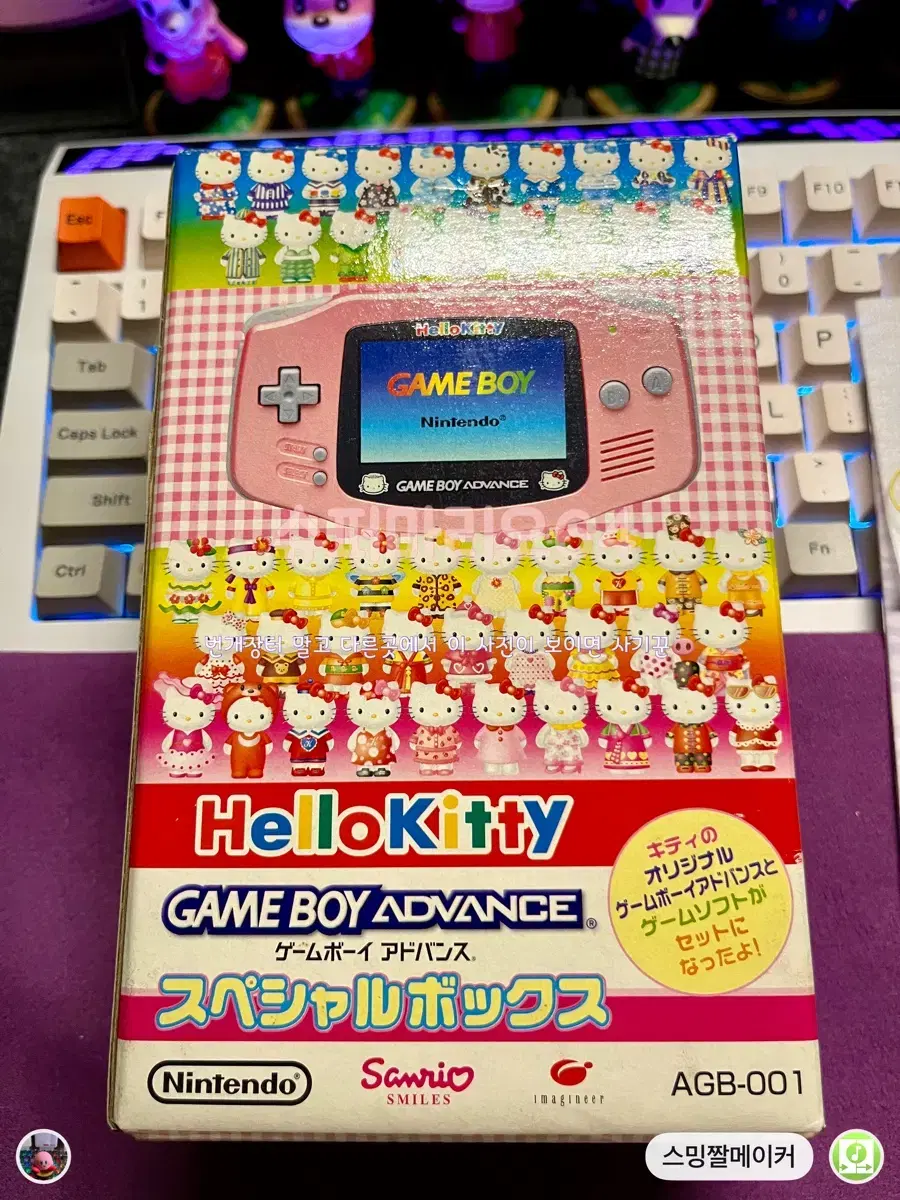 F9
F10
Esc
1
)
0
P
Tab
L
Caps Lock
>
.
Shift
Fn
Ctrl
HelloKitty
GAME BOY
Nintendo®
B
A
START
SELECT
GAME BOY ADVANCE
번개장터 말고 다른곳에서 이 사진이 보이면 사기꾼
HelloKitty
キティの
オリジナル
ゲームボーイアドバンスと
ゲームソフトが
セットに
なったよ!
GAME BOY ADVANCE®
ゲームボーイ アドバンス®
スペシャルボックス
Nintendo®
Sanrio
SMILES
imagineer
AGB-001
스밍짤메이커